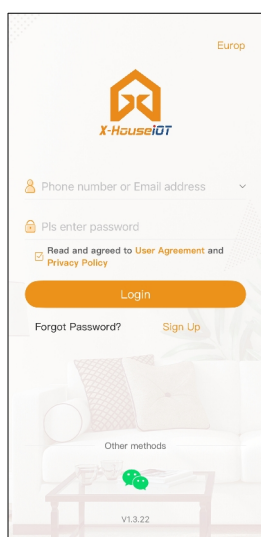 Europ
X-HouseiOT
Phone number or Email address
Pls enter password
Read and agreed to User Agreement and
Privacy Policy
Login
Forgot Password? Sign Up
Other methods
V1.3.22